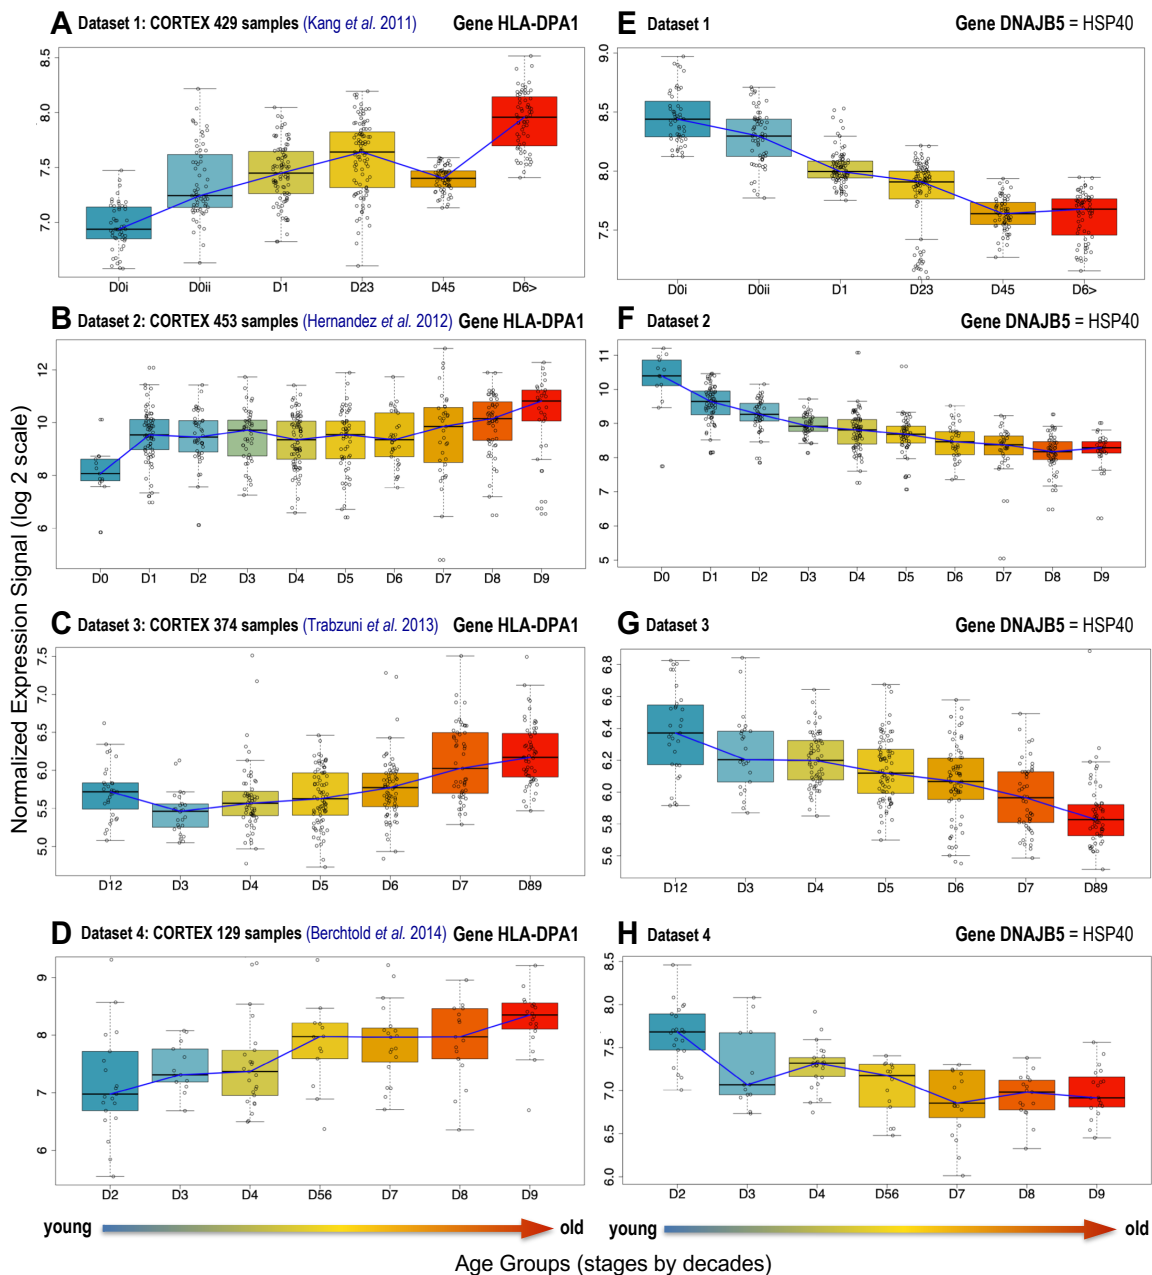 A Dataset 1: CORTEX 429 samples (Kang et al. 2011) Gene HLA-DPA1
8.5
8.0
7.5
7.0
D0i D0ii D1 D23 D45 D6>
E Dataset 1 Gene DNAJB5 = HSP40
9.0
8.5
8.0
7.5
D0i D0ii D1 D23 D45 D6>
B Dataset 2: CORTEX 453 samples (Hernandez et al. 2012) Gene HLA-DPA1
12
10
8
6
D0 D1 D2 D3 D4 D5 D6 D7 D8 D9
F Dataset 2 Gene DNAJB5 = HSP40
11
10
9
8
7
6
5
D0 D1 D2 D3 D4 D5 D6 D7 D8 D9
Normalized Expression Signal (log 2 scale)
C Dataset 3: CORTEX 374 samples (Trabzuni et al. 2013) Gene HLA-DPA1
7.5
7.0
6.5
6.0
5.5
5.0
D12 D3 D4 D5 D6 D7 D89
G Dataset 3 Gene DNAJB5 = HSP40
6.8
6.6
6.4
6.2
6.0
5.8
5.6
D12 D3 D4 D5 D6 D7 D89
D Dataset 4: CORTEX 129 samples (Berchtold et al. 2014) Gene HLA-DPA1
9
8
7
6
D2 D3 D4 D56 D7 D8 D9
H Dataset 4 Gene DNAJB5 = HSP40
8.5
8.0
7.5
7.0
6.5
6.0
D2 D3 D4 D56 D7 D8 D9
young old
young old
Age Groups (stages by decades)